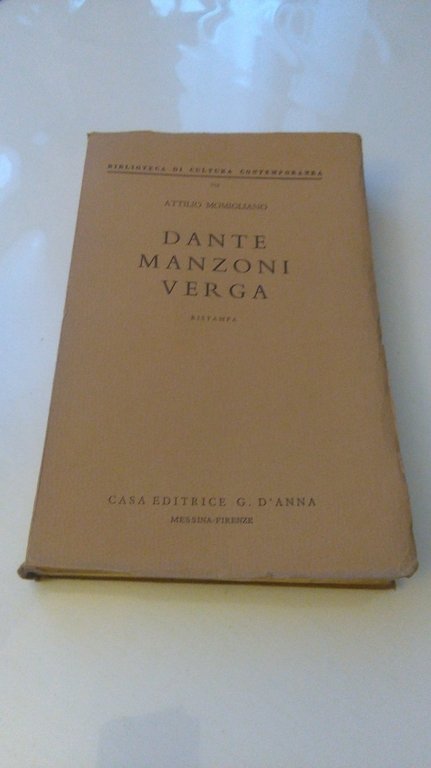 BIBLIOTECA DI CULTURA CONTEMPORANEA
ATTILIO MOMIGLIANO
DANTE
MANZONI
VERGA
RISTAMPA
CASA EDITRICE G. D'ANNA
MESSINA-FIRENZE